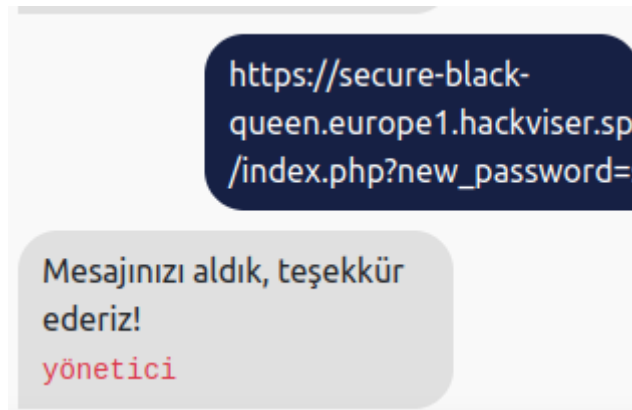 https://secure-black-
queen.europe1.hackviser.sp
/index.php?new_password=
Mesajınızı aldık, teşekkür
ederiz!
yönetici